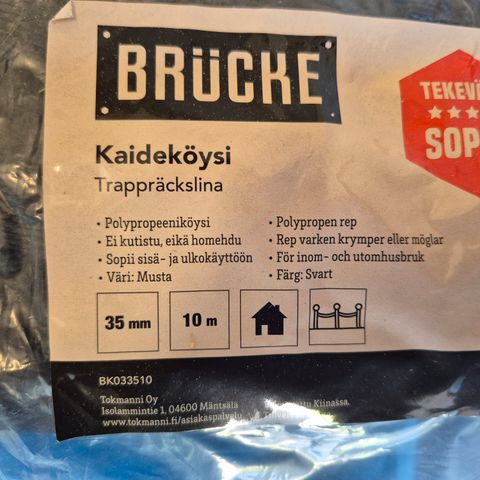 BRÜCKE
Kaideköysi
Trappräckslina
• Polypropeeniköysi
• Ei kutistu, eikä homehdu
• Sopii sisä- ja ulkokäyttöön
• Väri: Musta
• Polypropen rep
• Rep varken krymper eller möglar
• För inom- och utomhusbruk
• Färg: Svart
35 mm
10 m
BK033510
Tokmanni Oy
Isolammintie 1, 04600 Mäntsälä
www.tokmanni.fi/asiakaspalvelu
Kiinassa.